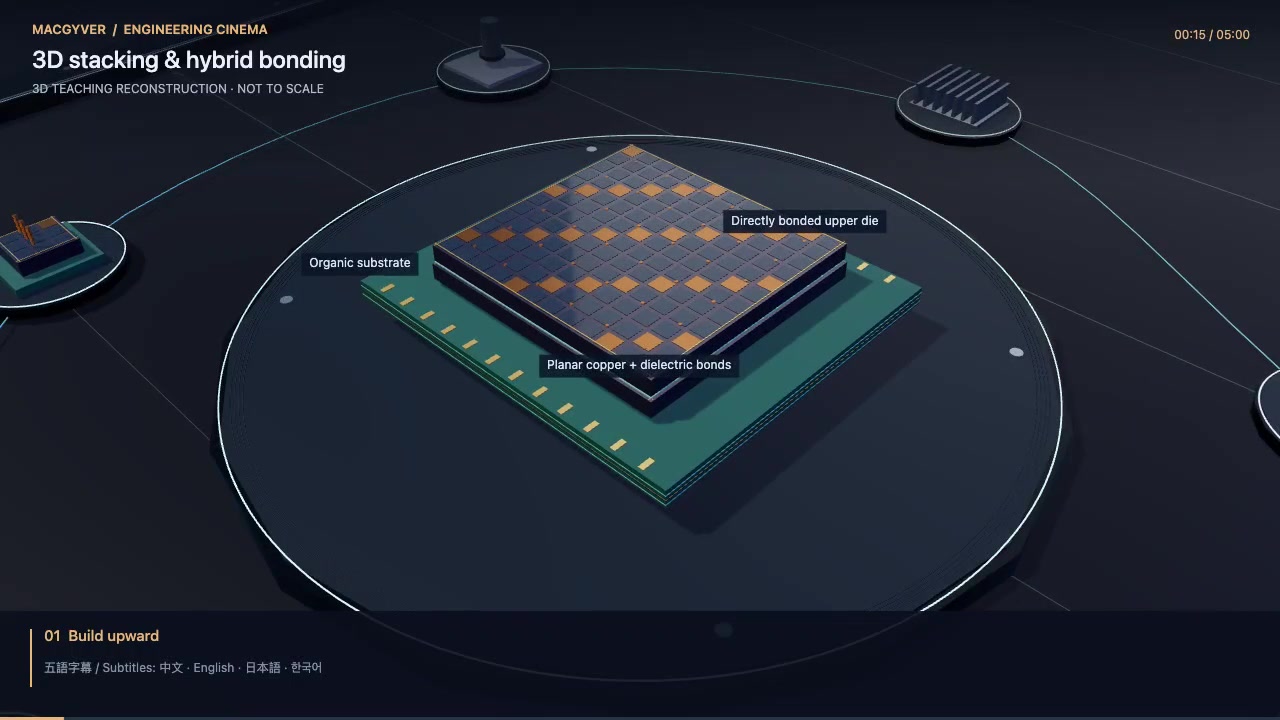 MACGYVER / ENGINEERING CINEMA
00:15 / 05:00
3D stacking & hybrid bonding
3D TEACHING RECONSTRUCTION · NOT TO SCALE
Directly bonded upper die
Organic substrate
Planar copper + dielectric bonds
01 Build upward
五語字幕 / Subtitles: 中文 · English · 日本語 · 한국어